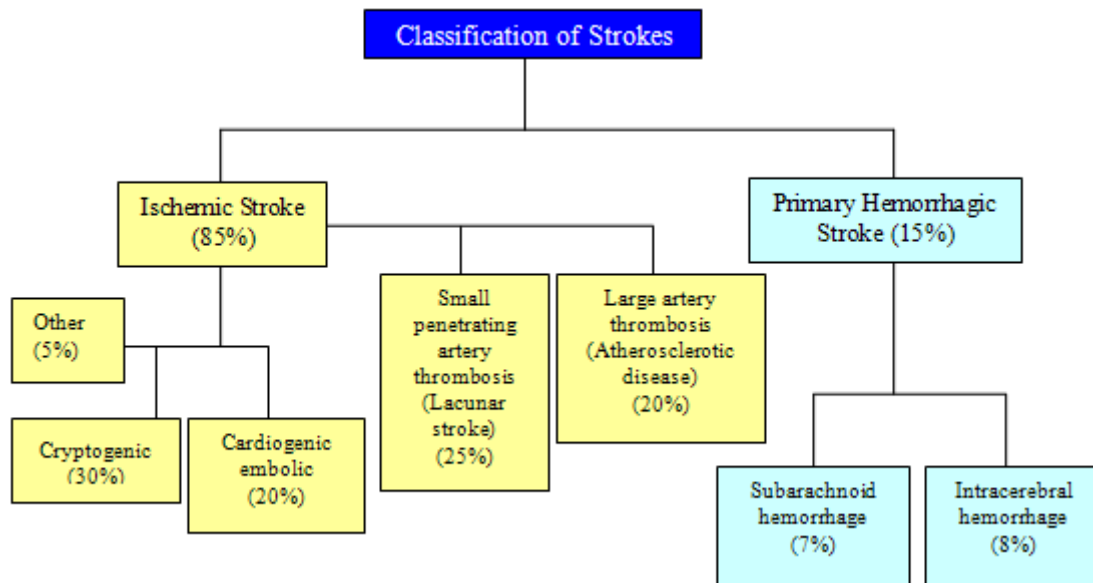 Classification of Strokes
Ischemic Stroke
(85%)
Primary Hemorrhagic
Stroke (15%)
Other
(5%)
Cryptogenic
(30%)
Cardiogenic
embolic
(20%)
Small
penetrating
artery
thrombosis
(Lacunar
stroke)
(25%)
Large artery
thrombosis
(Atherosclerotic
disease)
(20%)
Subarachnoid
hemorrhage
(7%)
Intracerebral
hemorrhage
(8%)